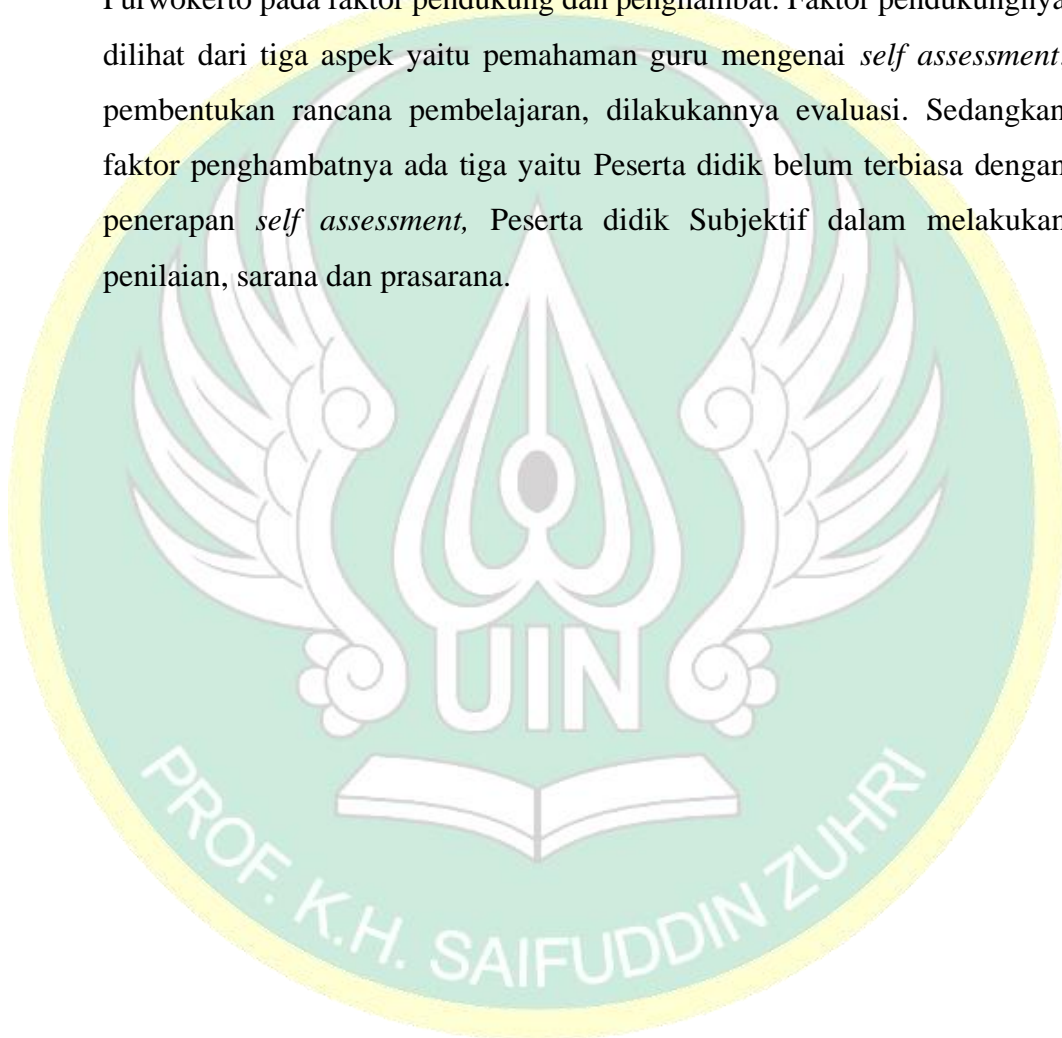 Purwokerto pada faktor pendukung dan penghambat. Faktor pendukungnya
dilihat dari tiga aspek yaitu pemahaman guru mengenai self assessment.
pembentukan rancana pembelajaran, dilakukannya evaluasi. Sedangkan
faktor penghambatnya ada tiga yaitu Peserta didik belum terbiasa dengan
penerapan self assessment, Peserta didik Subjektif dalam melakukan
penilaian, sarana dan prasarana.
UIN
PROF. K.H. SAIFUDDIN ZUHRI